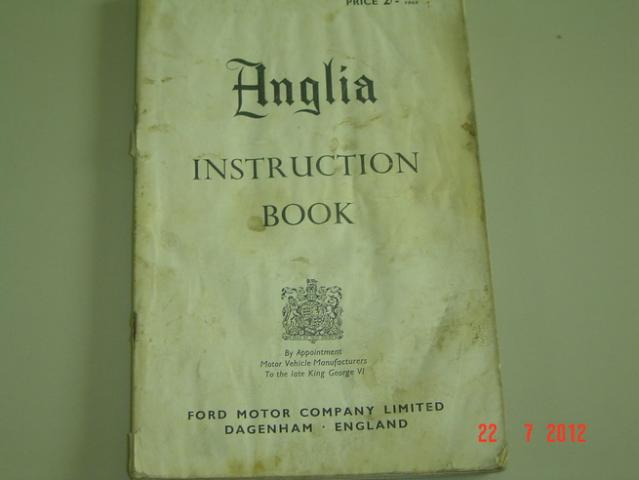 PRICE 2/-
Anglia
INSTRUCTION
BOOK
By Appointment
Motor Vehicle Manufacturers
To the late King George VI
FORD MOTOR COMPANY LIMITED
DAGENHAM · ENGLAND
22 7 2012